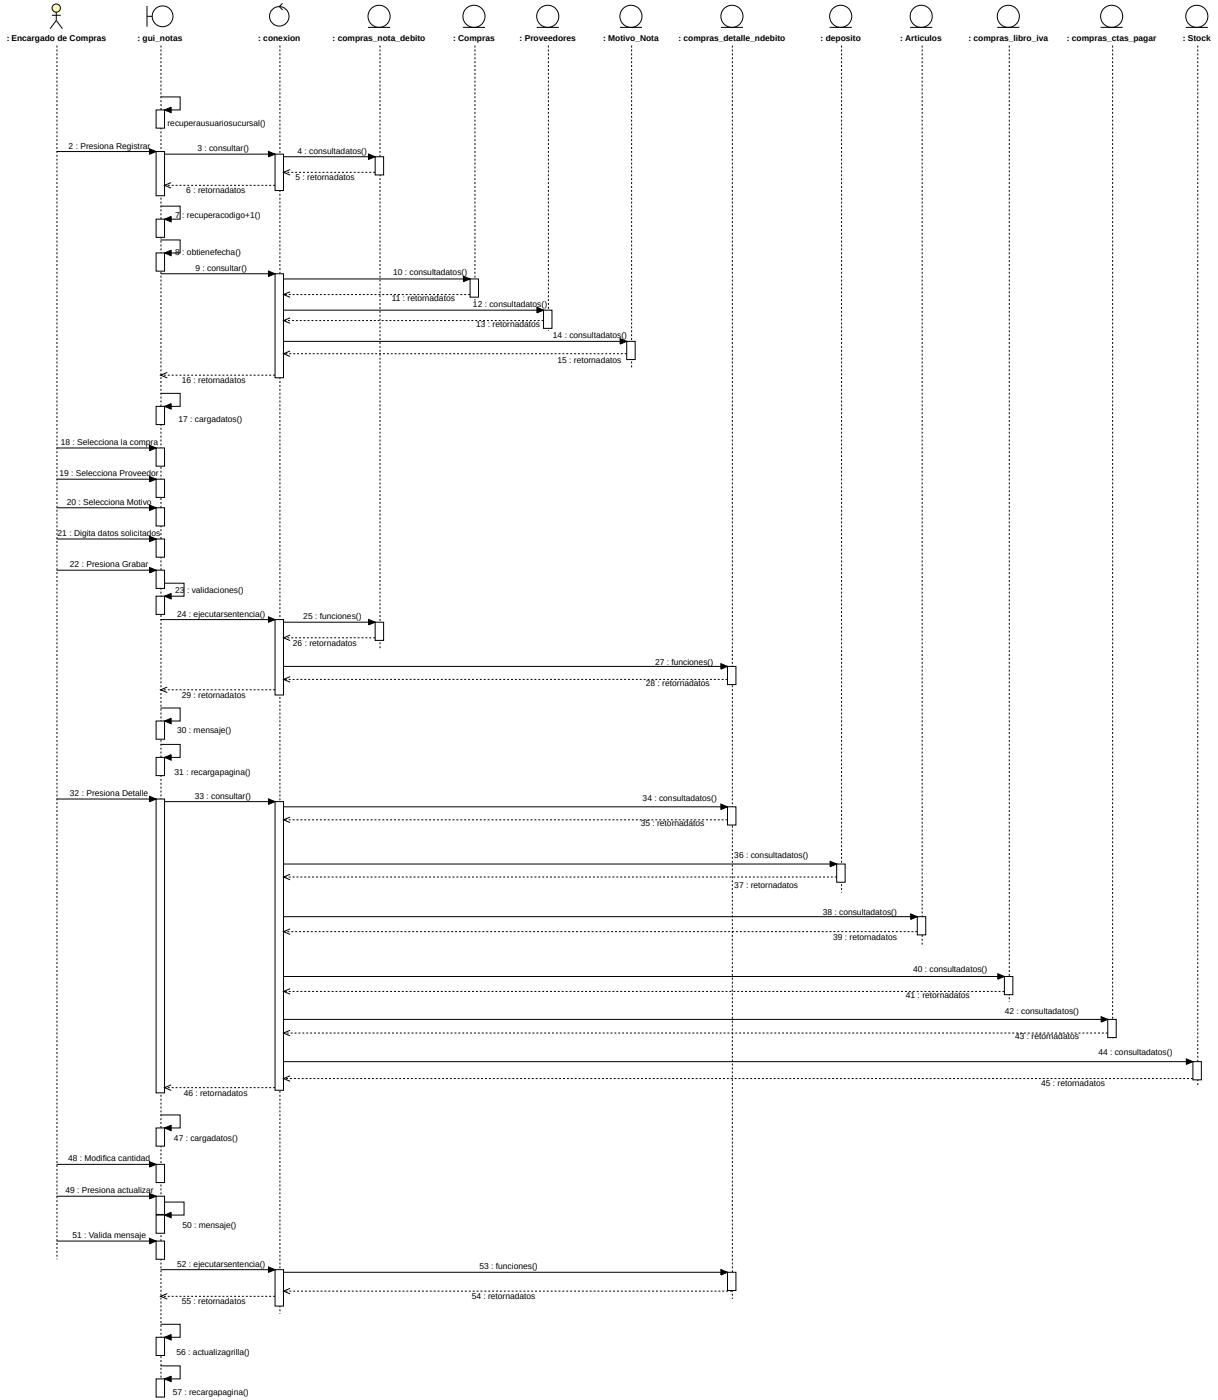 : Encargado de Compras
: gui_notas
: conexion
: compras_nota_debito
: Compras
: Proveedores
: Motivo_Nota
: compras_detalle_ndebito
: deposito
: Articulos
: compras_libro_iva
: compras_ctas_pagar
: Stock
recuperausuariosucursal()
2 : Presiona Registrar
3 : consultar()
4 : consultadatos()
5 : retornadatos
6 : retornadatos
7 : recuperacodigo+1()
8 : obtienefecha()
9 : consultar()
10 : consultadatos()
11 : retornadatos
12 : consultadatos()
13 : retornadatos
14 : consultadatos()
15 : retornadatos
16 : retornadatos
17 : cargadatos()
18 : Selecciona la compra
19 : Selecciona Proveedor
20 : Selecciona Motivo
21 : Digita datos solicitados
22 : Presiona Grabar
23 : validaciones()
24 : ejecutarsentencia()
25 : funciones()
26 : retornadatos
27 : funciones()
28 : retornadatos
29 : retornadatos
30 : mensaje()
31 : recargapagina()
32 : Presiona Detalle
33 : consultar()
34 : consultadatos()
35 : retornadatos
36 : consultadatos()
37 : retornadatos
38 : consultadatos()
39 : retornadatos
40 : consultadatos()
41 : retornadatos
42 : consultadatos()
43 : retornadatos
44 : consultadatos()
45 : retornadatos
46 : retornadatos
47 : cargadatos()
48 : Modifica cantidad
49 : Presiona actualizar
50 : mensaje()
51 : Valida mensaje
52 : ejecutarsentencia()
53 : funciones()
54 : retornadatos
55 : retornadatos
56 : actualizagrilla()
57 : recargapagina()